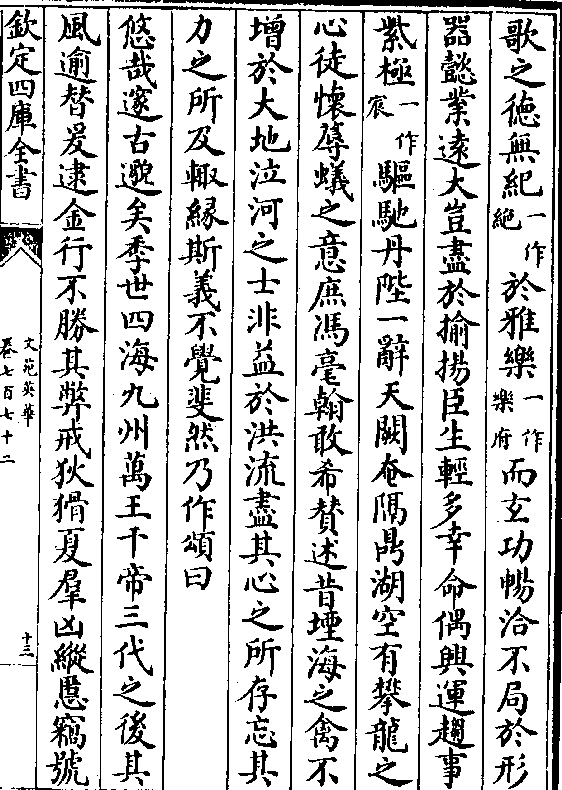 歌之德無紀一作絕於雅樂一作樂府而玄功暢洽不局於形
器懿業遠大豈盡於揄揚臣生輕多幸命偶興運趨事
紫極一作宸驅馳丹陛一辭天闕奄隔鼎湖空有攀龍之
心徒懷辱蟻之意庶馮毫翰敢希贊述昔堙海之禽不
增於大地泣河之士非益於洪流盡其心之所存忘其
力之所及輙緣斯義不覺斐然乃作頌曰
悠哉邃古邈矣季世四海九州萬王千帝三代之後其
風逾替爰逮金行不勝其弊戎狄猾夏羣凶縱慝竊號
欽定四庫全書
文苑英華
卷七百七十二
十三